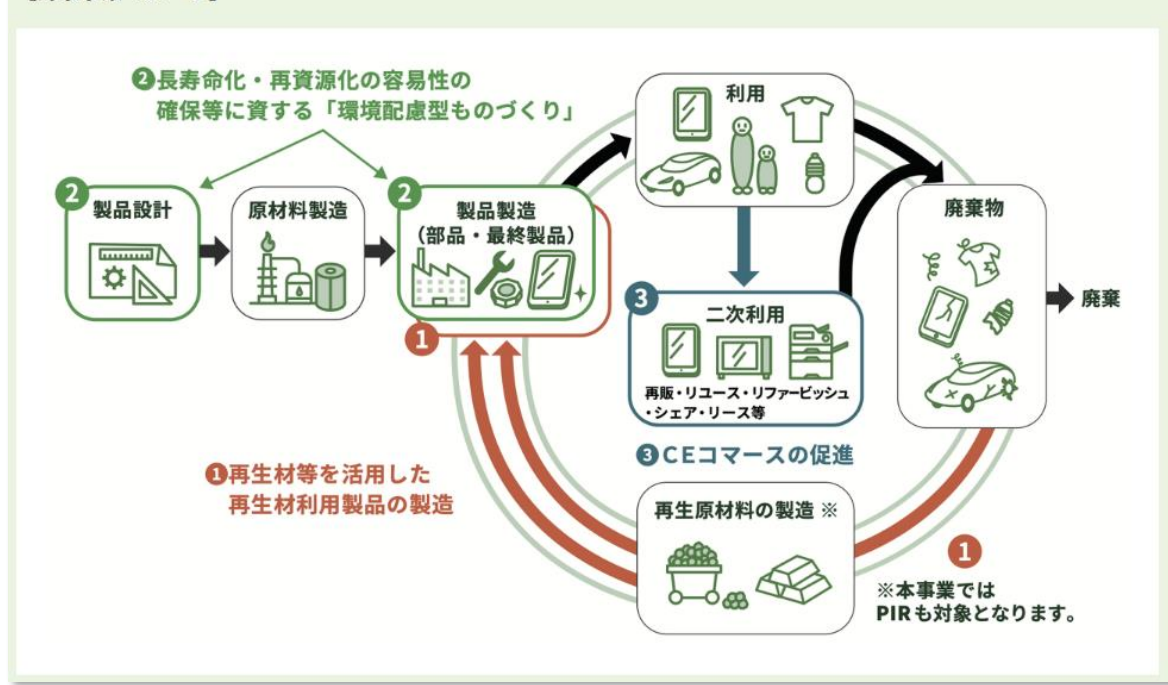 ❷長寿命化・再資源化の容易性の
確保等に資する「環境配慮型ものづくり」
利用
2
製品設計
原材料製造
2
製品製造
（部品・最終製品）
1
廃棄物
廃棄
3
二次利用
再販・リユース・リファービッシュ
・シェア・リース等
❸CEコマースの促進
❶再生材等を活用した
再生材利用製品の製造
再生原材料の製造 ※
1
※本事業では
PIRも対象となります。